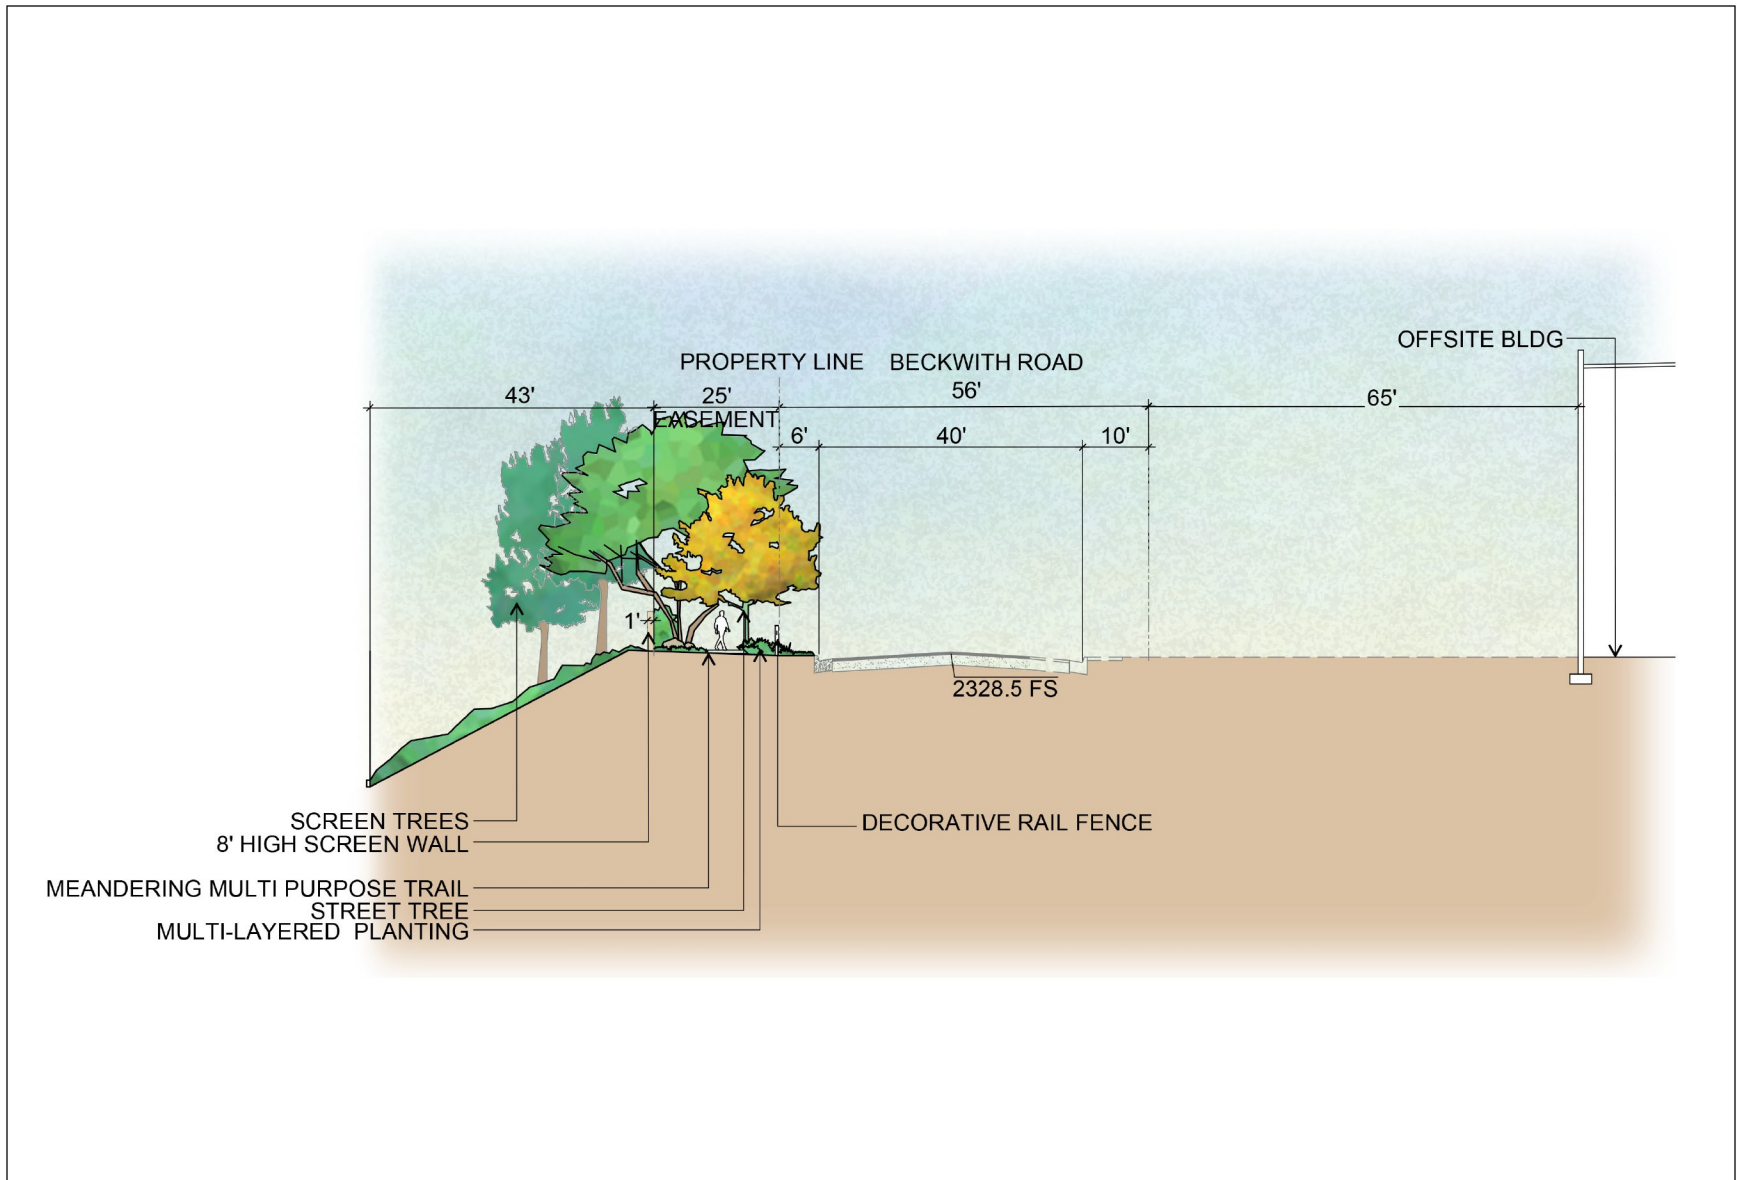 OFFSITE BLDG
PROPERTY LINE BECKWITH ROAD
43' 25' 56' 65'
EASEMENT
6' 40' 10'
1'
2328.5 FS
SCREEN TREES
DECORATIVE RAIL FENCE
8' HIGH SCREEN WALL
MEANDERING MULTI PURPOSE TRAIL
STREET TREE
MULTI-LAYERED PLANTING